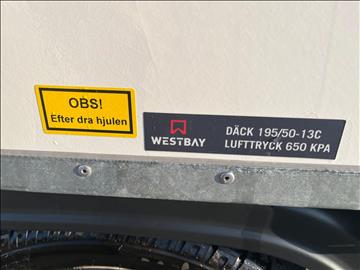 OBS!
Efter dra hjulen
WESTBAY
DÄCK 195/50-13C
LUFTTRYCK 650 KPA